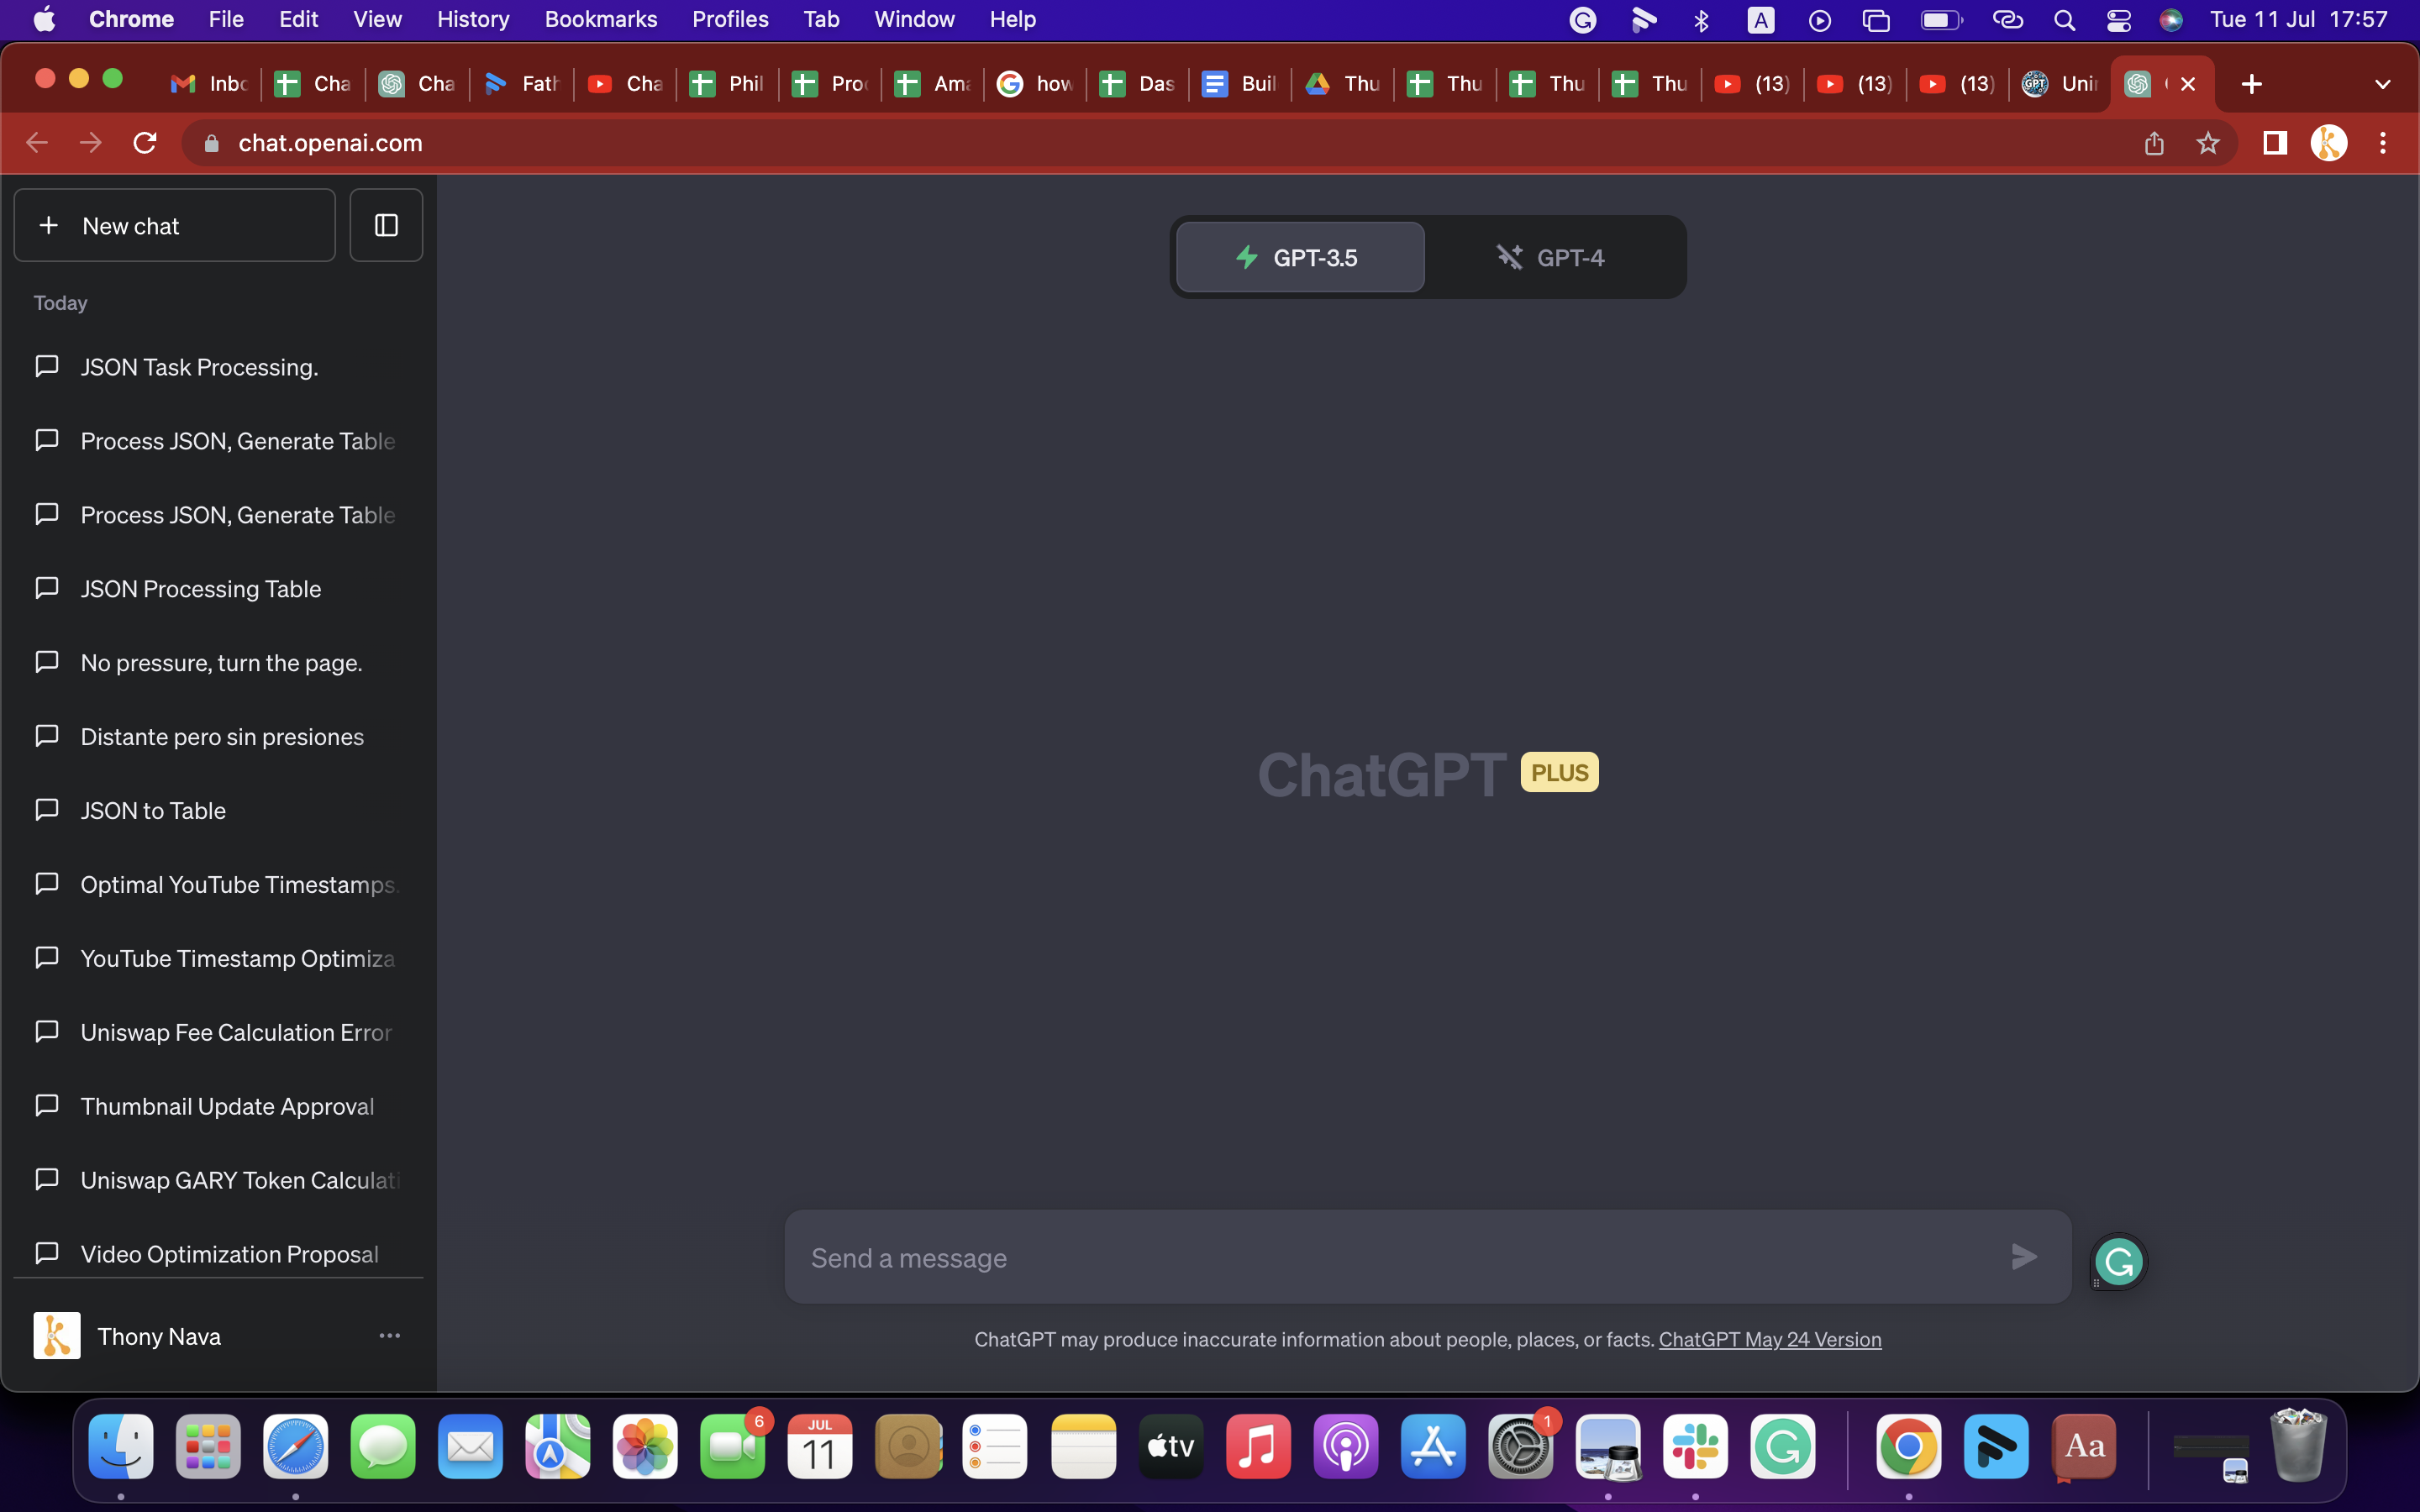 Chrome File Edit View History Bookmarks Profiles Tab Window Help A Tue 11 Jul 17:57
Inbo Cha Cha Fath Cha Phil Pro Ama how Das Buil Thu Thu Thu Thu (13) (13) (13) GPT Uni
chat.openai.com
New chat
GPT-3.5 GPT-4
Today
JSON Task Processing.
Process JSON, Generate Table
Process JSON, Generate Table
JSON Processing Table
No pressure, turn the page.
Distante pero sin presiones
JSON to Table
ChatGPT PLUS
Optimal YouTube Timestamps.
YouTube Timestamp Optimiza
Uniswap Fee Calculation Error
Thumbnail Update Approval
Uniswap GARY Token Calculati
Video Optimization Proposal
Send a message
Thony Nava
ChatGPT may produce inaccurate information about people, places, or facts. ChatGPT May 24 Version
6 JUL 11 tv 1 Aa